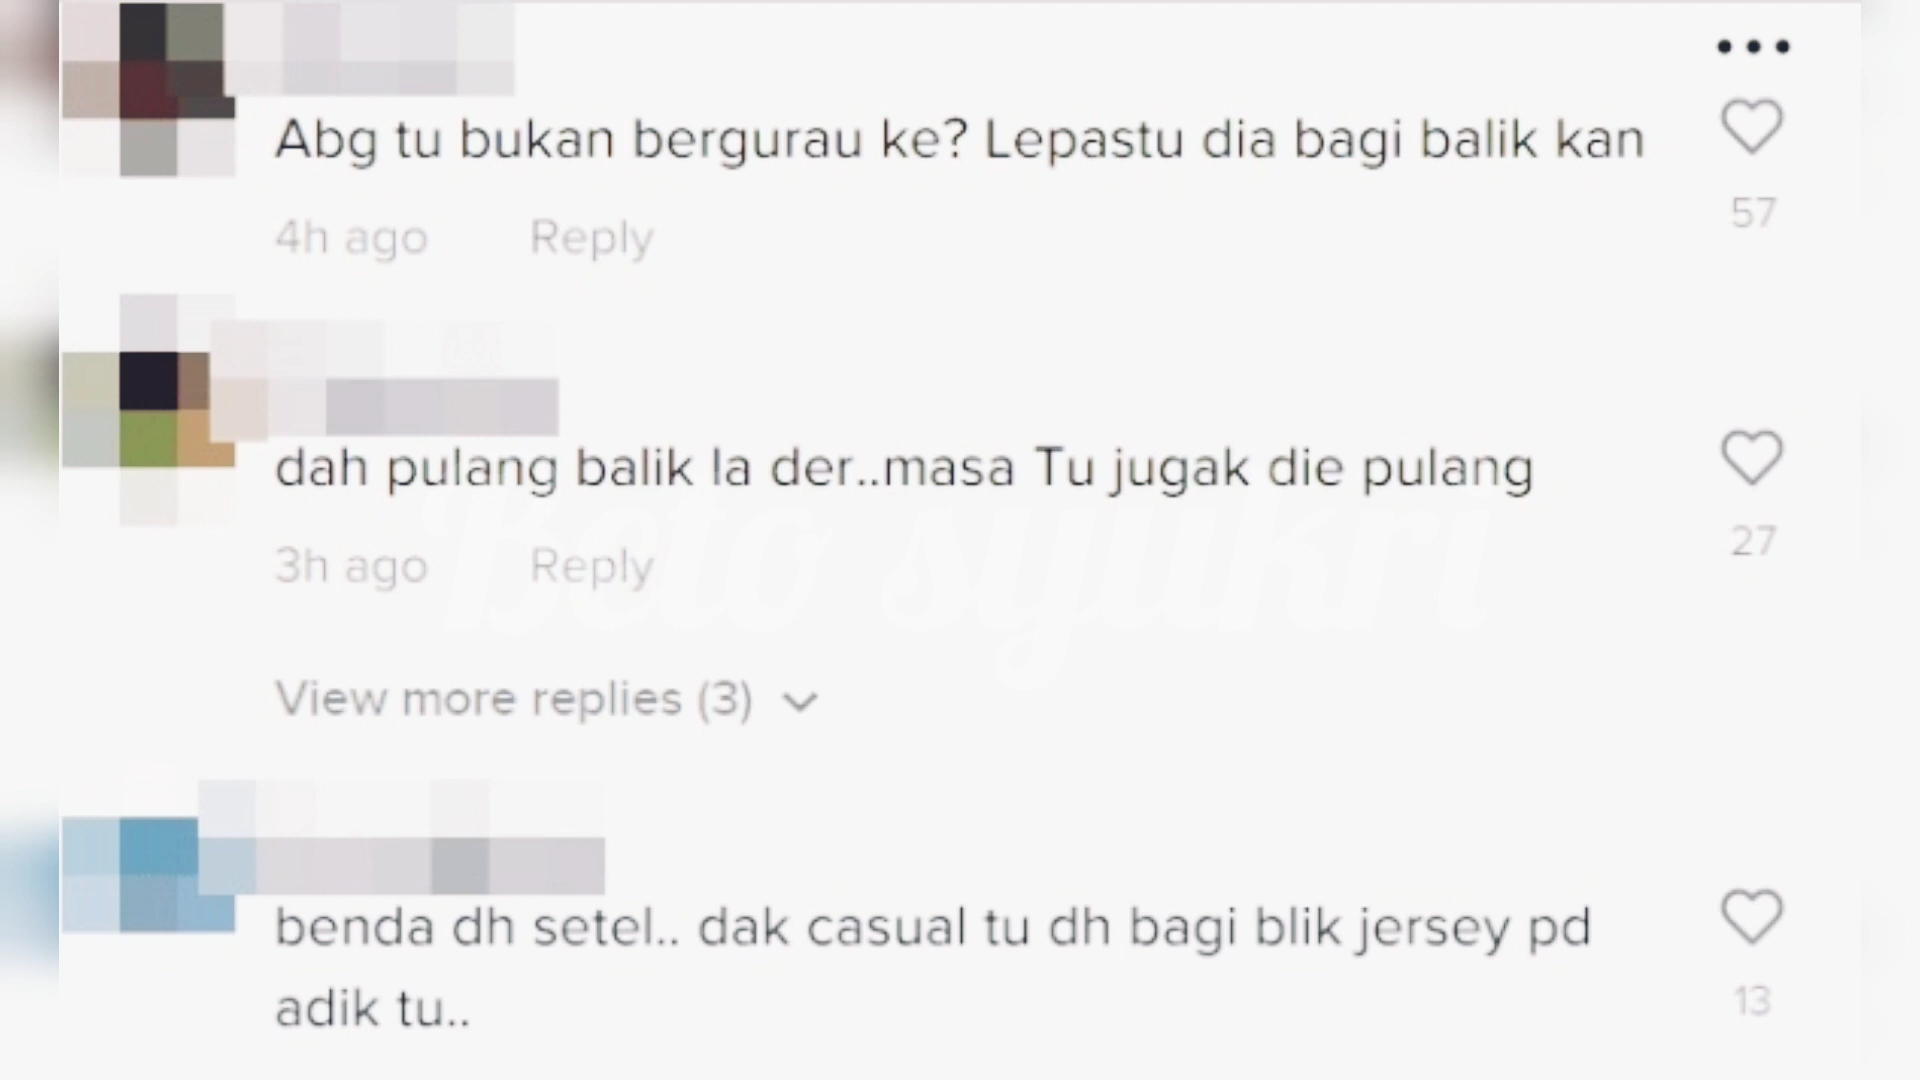 Abg tu bukan bergurau ke? Lepastu dia bagi balik kan
57
4h ago Reply
dah pulang balik la der..masa Tu jugak die pulang
27
3h ago Reply
Beto syukri
View more replies (3)
benda dh setel.. dak casual tu dh bagi blik jersey pd
adik tu..
13